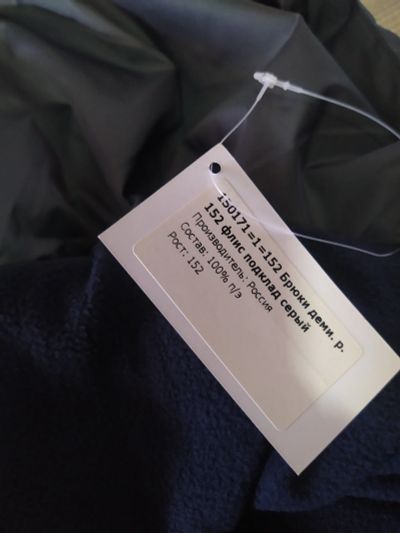 150171=1=152 Брюки деми. р.
152 флис подклад серый
Производитель: Россия
Состав: 100% п/э
Рост: 152